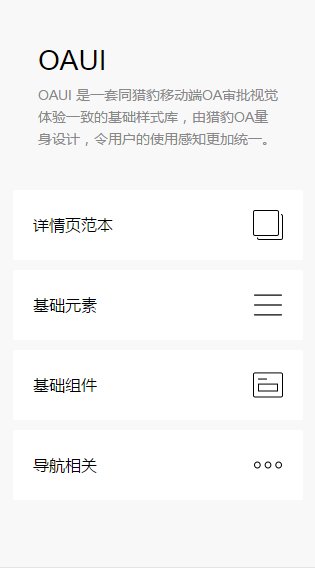 OAUI
OAUI 是一套同猎豹移动端OA审批视觉
体验一致的基础样式库，由猎豹OA量
身设计，令用户的使用感知更加统一。
详情页范本
基础元素
基础组件
导航相关